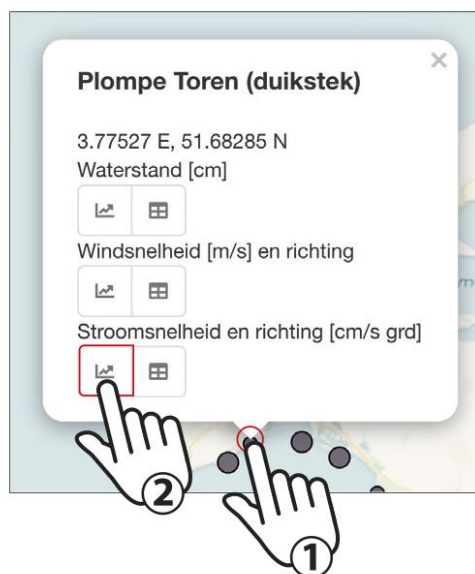 ×
Plompe Toren (duikstek)
3.77527 E, 51.68285 N
Waterstand [cm]
Windsnelheid [m/s] en richting
Stroomsnelheid en richting [cm/s grd]
2
1